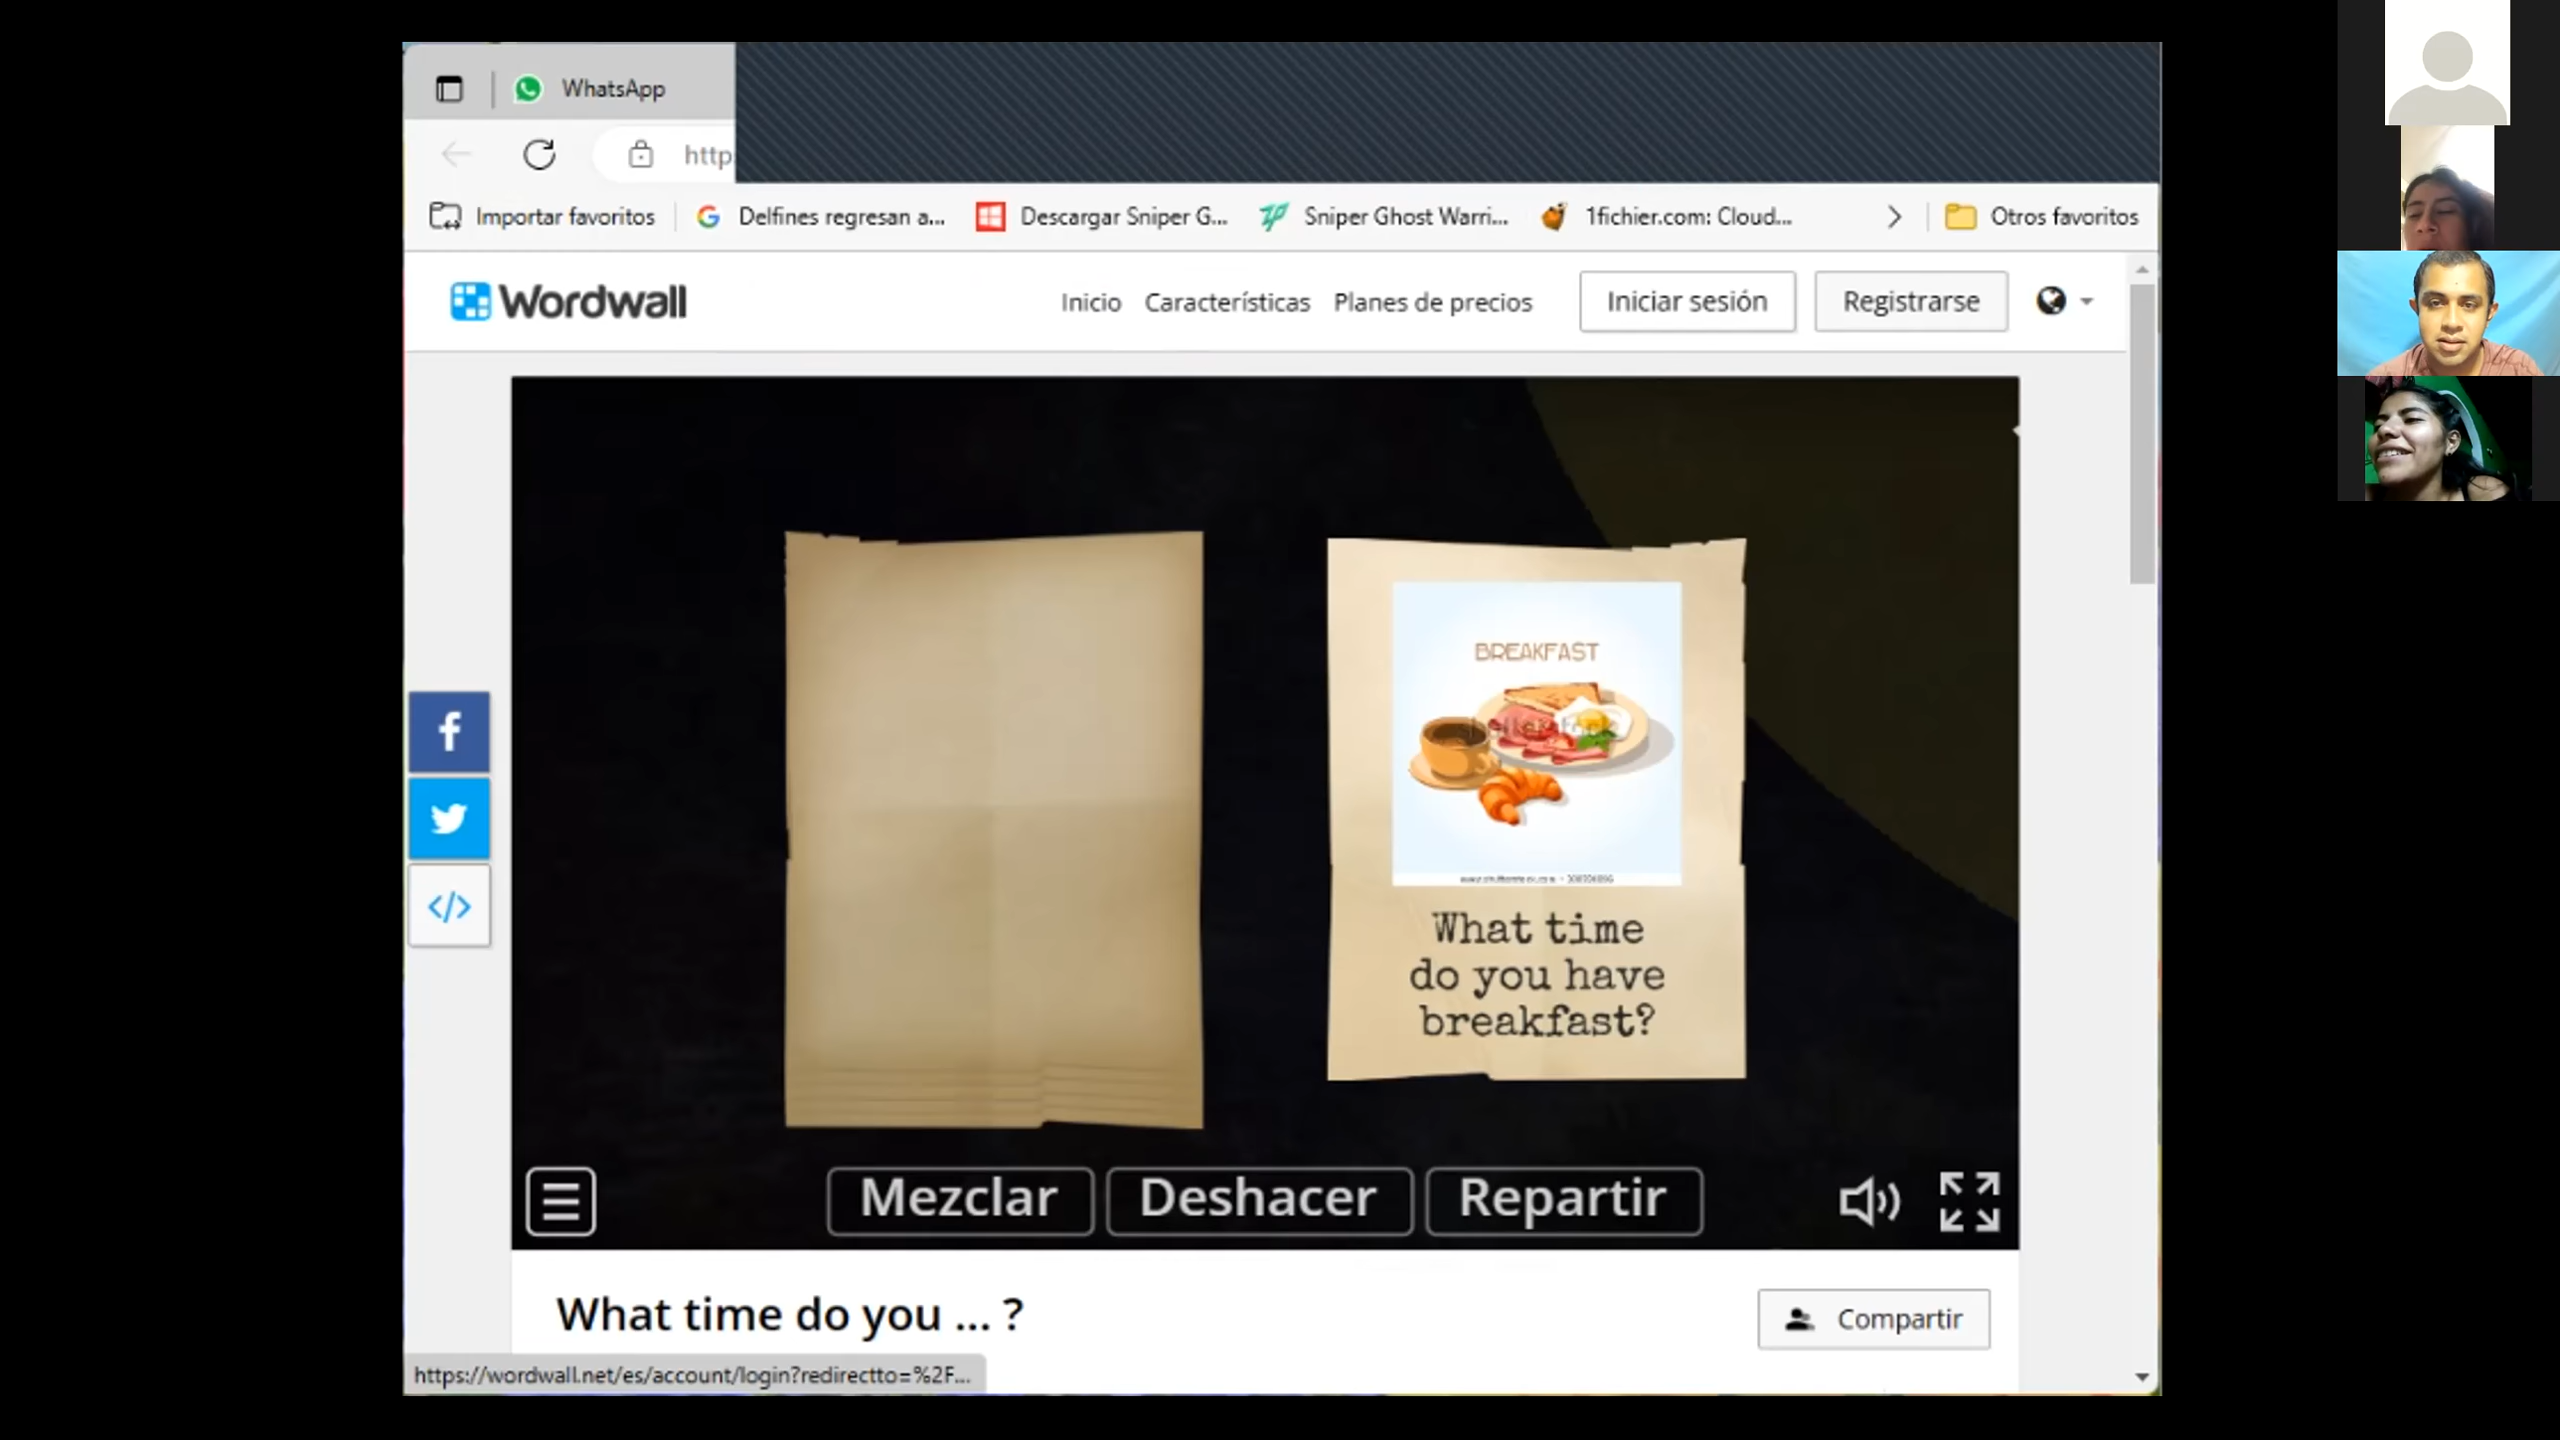 WhatsApp
http
Importar favoritos
Delfines regresan a...
Descargar Sniper G...
Sniper Ghost Warri...
1fichier.com: Cloud...
Otros favoritos
Wordwall
Inicio
Características
Planes de precios
Iniciar sesión
Registrarse
BREAKFAST
What time
do you have
breakfast?
Mezclar
Deshacer
Repartir
What time do you ... ?
Compartir
https://wordwall.net/es/account/login?redirectto=%2F...